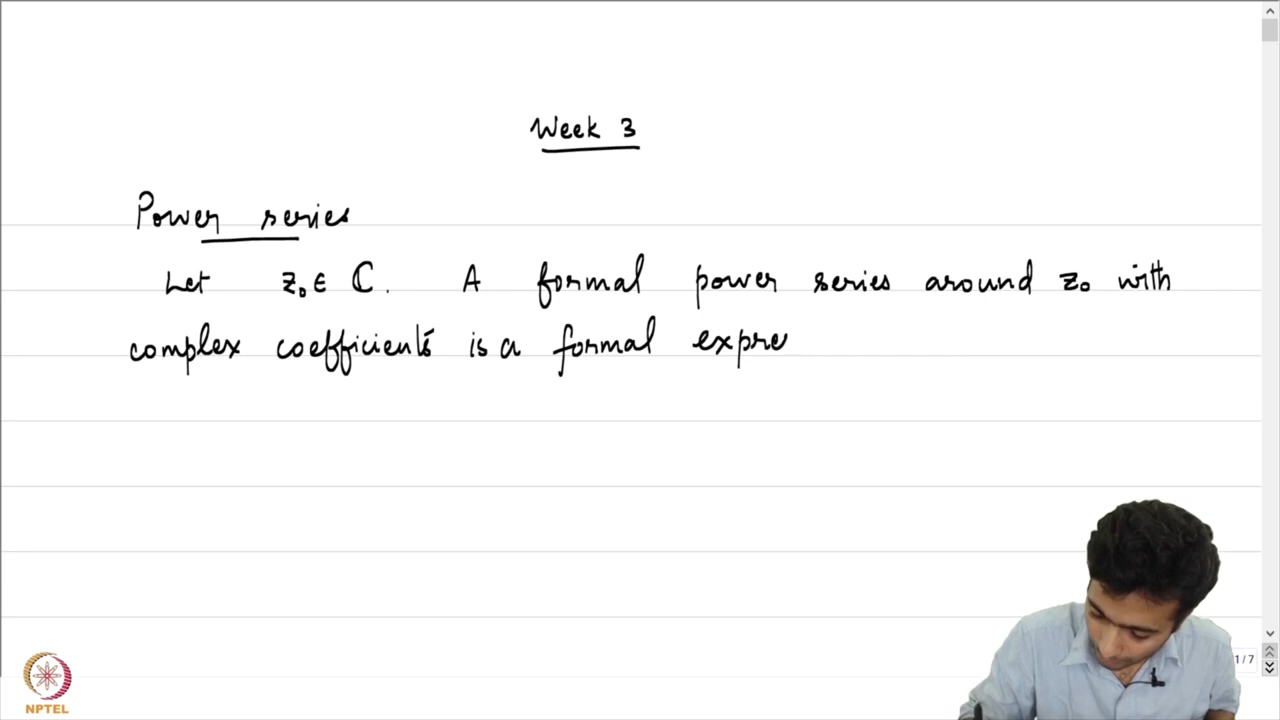 Week 3
Power series
Let z₀ ∈ ℂ. A formal power series around z₀ with
complex coefficients is a formal expre
1/7
NPTEL